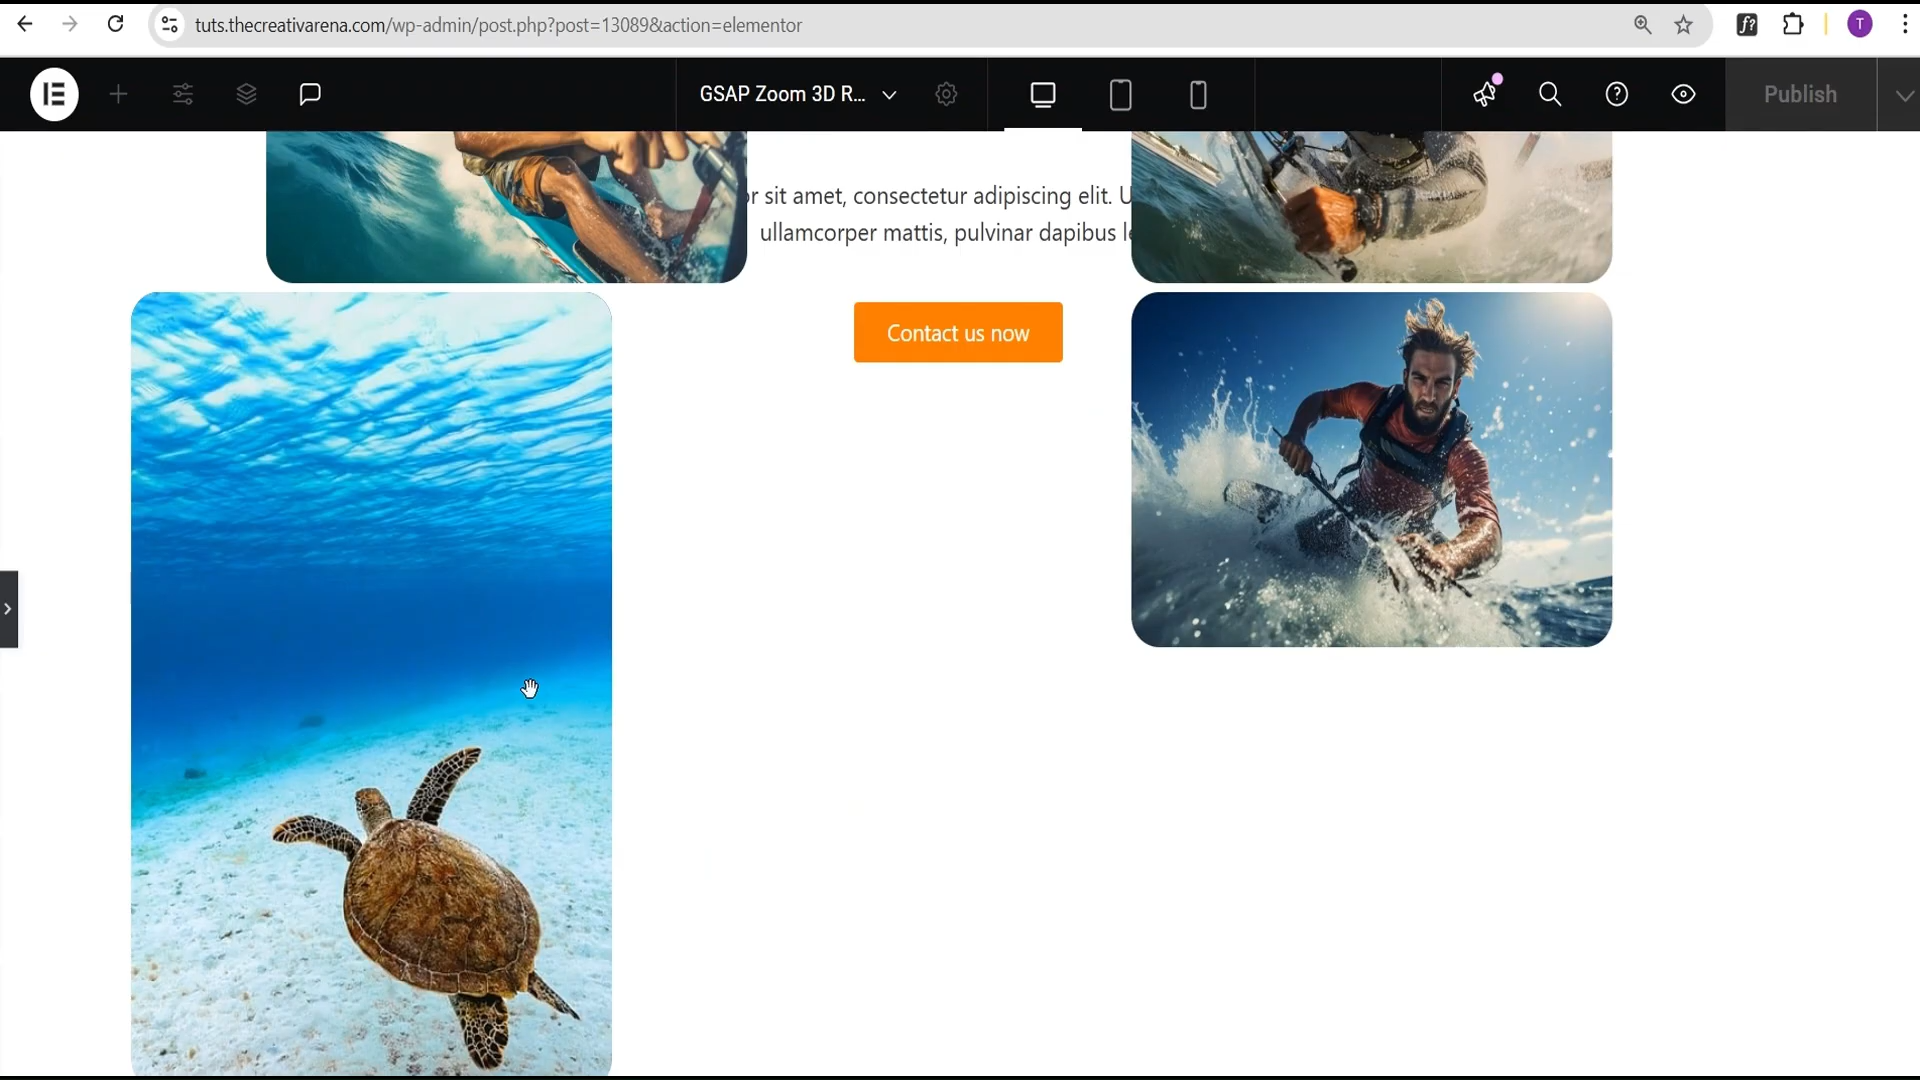 tuts.thecreativarena.com/wp-admin/post.php?post=13089&action=elementor
T
GSAP Zoom 3D R...
Publish
sit amet, consectetur adipiscing elit.
ullamcorper mattis, pulvinar dapibus
Contact us now